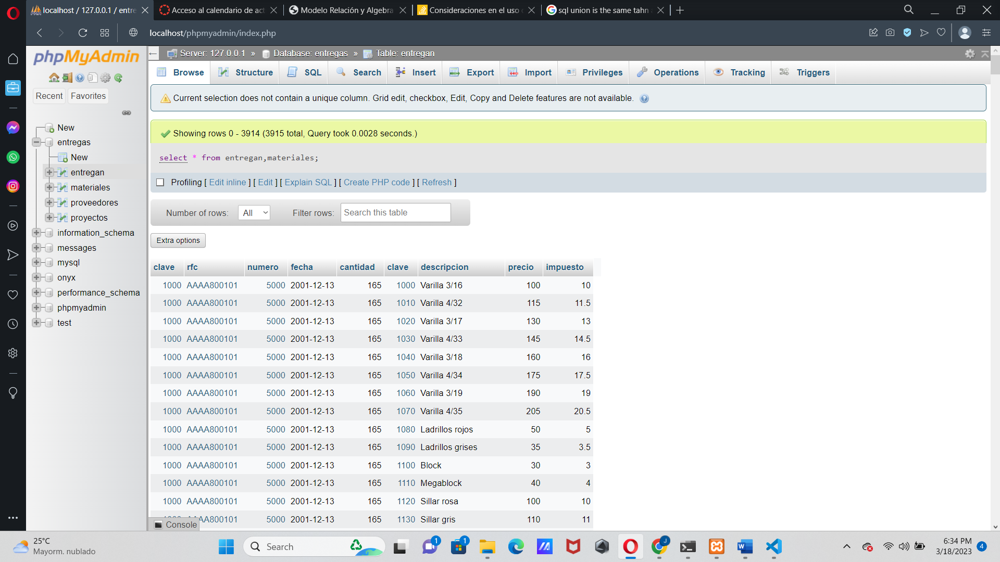 localhost / 127.0.0.1 / entre
Acceso al calendario de act
Modelo Relación y Algebra
Consideraciones en el uso
sql union is the same tahn
localhost/phpmyadmin/index.php
phpMyAdmin
Recent Favorites
New
entregas
New
entregan
materiales
proveedores
proyectos
information_schema
messages
mysql
onyx
performance_schema
phpmyadmin
test
Server: 127.0.0.1 » Database: entregas » Table: entregan
Browse Structure SQL Search Insert Export Import Privileges Operations Tracking Triggers
Current selection does not contain a unique column. Grid edit, checkbox, Edit, Copy and Delete features are not available.
Showing rows 0 - 3914 (3915 total, Query took 0.0028 seconds.)
select * from entregan,materiales;
Profiling [ Edit inline ] [ Edit ] [ Explain SQL ] [ Create PHP code ] [ Refresh ]
Number of rows: All Filter rows: Search this table
Extra options
clave rfc numero fecha cantidad clave descripcion precio impuesto
1000 AAAA800101 5000 2001-12-13 165 1000 Varilla 3/16 100 10
1000 AAAA800101 5000 2001-12-13 165 1010 Varilla 4/32 115 11.5
1000 AAAA800101 5000 2001-12-13 165 1020 Varilla 3/17 130 13
1000 AAAA800101 5000 2001-12-13 165 1030 Varilla 4/33 145 14.5
1000 AAAA800101 5000 2001-12-13 165 1040 Varilla 3/18 160 16
1000 AAAA800101 5000 2001-12-13 165 1050 Varilla 4/34 175 17.5
1000 AAAA800101 5000 2001-12-13 165 1060 Varilla 3/19 190 19
1000 AAAA800101 5000 2001-12-13 165 1070 Varilla 4/35 205 20.5
1000 AAAA800101 5000 2001-12-13 165 1080 Ladrillos rojos 50 5
1000 AAAA800101 5000 2001-12-13 165 1090 Ladrillos grises 35 3.5
1000 AAAA800101 5000 2001-12-13 165 1100 Block 30 3
1000 AAAA800101 5000 2001-12-13 165 1110 Megablock 40 4
1000 AAAA800101 5000 2001-12-13 165 1120 Sillar rosa 100 10
1000 AAAA800101 5000 2001-12-13 165 1130 Sillar gris 110 11
Console
25°C
Mayorm. nublado
Search
1
1
J
6:34 PM
3/18/2023
4